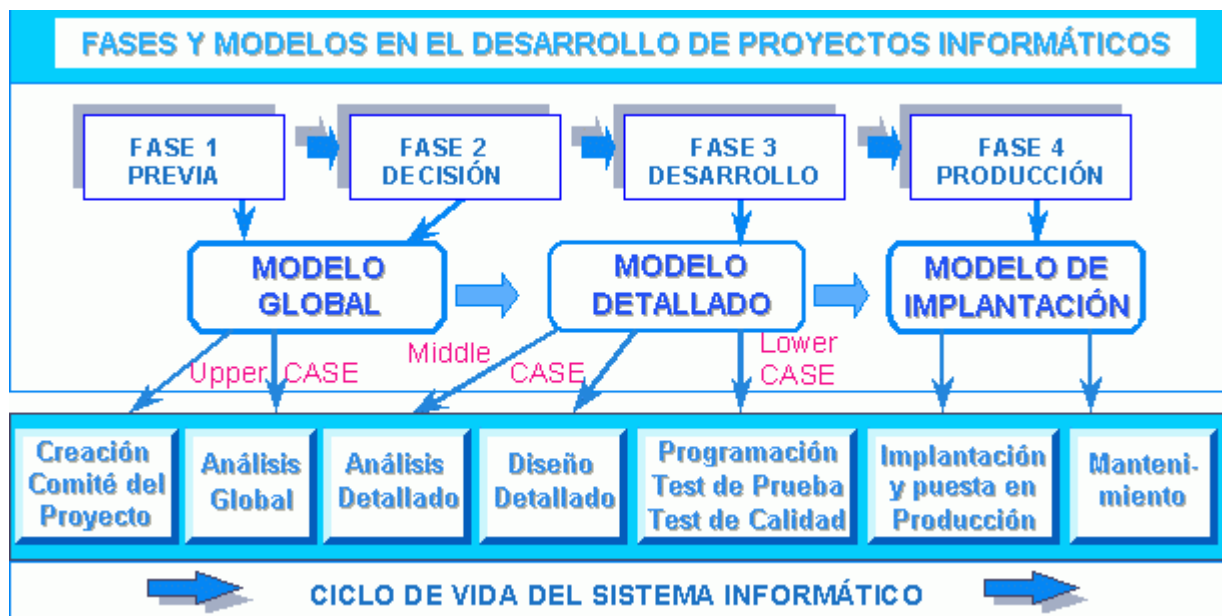 FASES Y MODELOS EN EL DESARROLLO DE PROYECTOS INFORMÁTICOS
FASE 1
PREVIA
FASE 2
DECISIÓN
FASE 3
DESARROLLO
FASE 4
PRODUCCIÓN
MODELO
GLOBAL
MODELO
DETALLADO
MODELO DE
IMPLANTACIÓN
Upper CASE
Middle
CASE
Lower
CASE
Creación
Comité del
Proyecto
Análisis
Global
Análisis
Detallado
Diseño
Detallado
Programación
Test de Prueba
Test de Calidad
Implantación
y puesta en
Producción
Manteni-
miento
CICLO DE VIDA DEL SISTEMA INFORMÁTICO